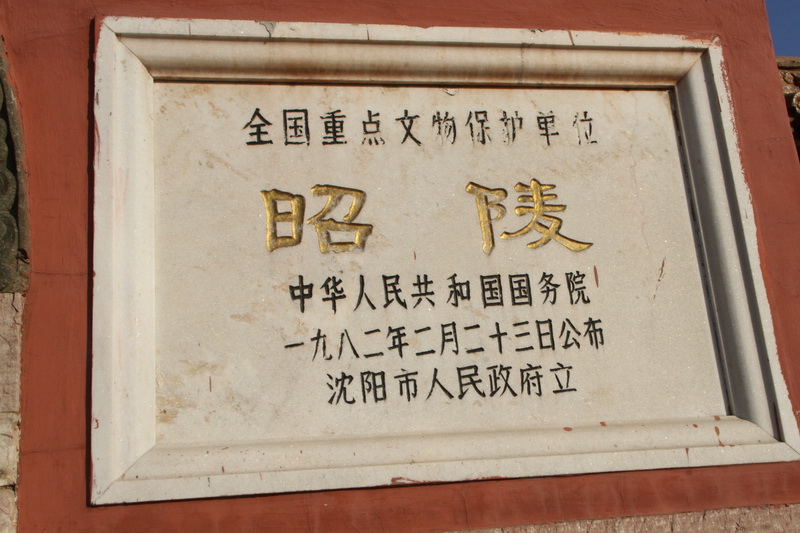 全国重点文物保护单位
昭陵
中华人民共和国国务院
一九八二年二月二十三日公布
沈阳市人民政府立